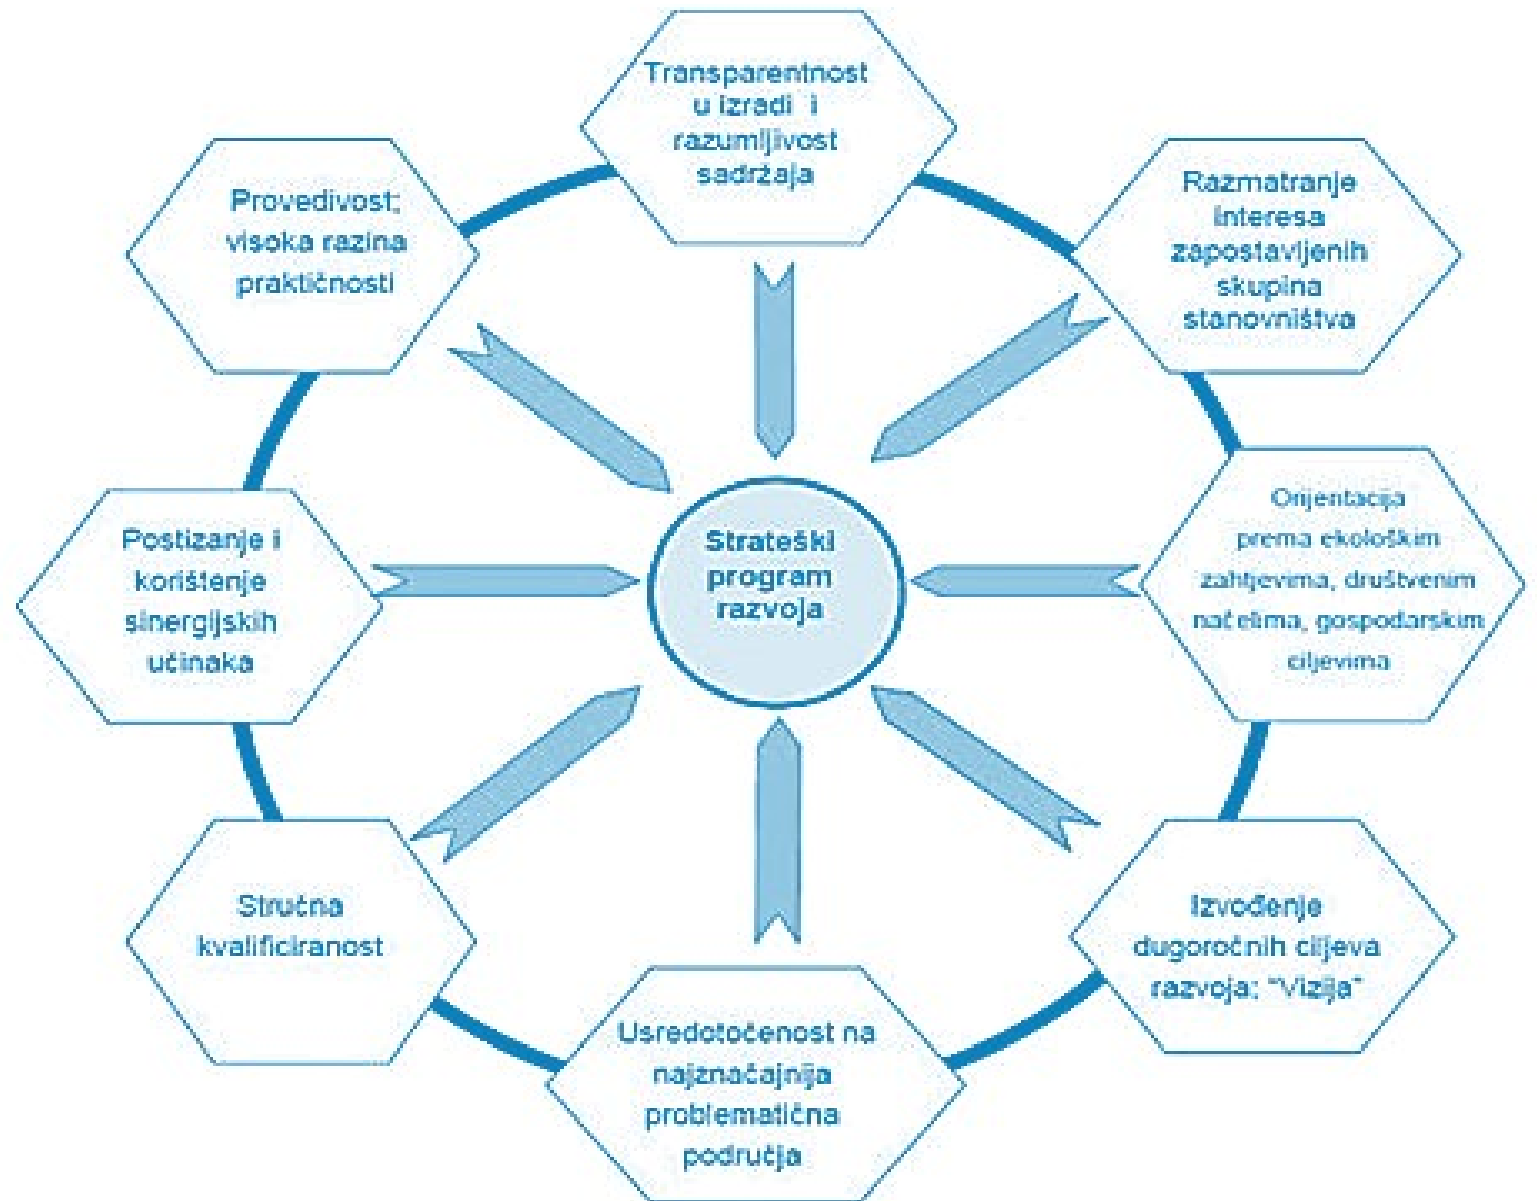 Transparentnost
u izradi i
razumljivost
sadržaja
Razmatranje
interesa
zapostavljenih
skupina
stanovništva
Orijentacija
prema ekološkim
zahtjevima, društvenim
načelima, gospodarskim
ciljevima
Izvođenje
dugoročnih ciljeva
razvoja; "Vizija"
Usredotočenost na
najznačajnija
problematična
područja
Stručna
kvalificiranost
Postizanje i
korištenje
sinergijskih
učinaka
Provedivost;
visoka razina
praktičnosti
Strateški
program
razvoja